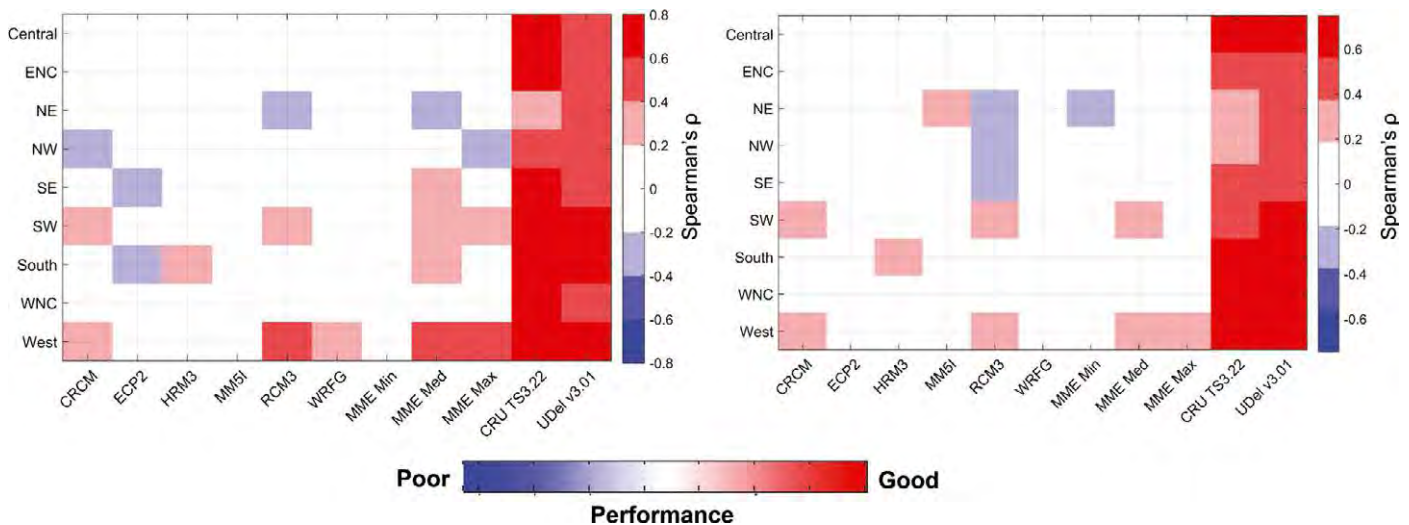 Central
ENC
NE
NW
SE
SW
South
WNC
West
CRCM
ECP2
HRM3
MM5I
RCM3
WRFG
MME Min
MME Med
MME Max
CRU TS3.22
UDel v3.01
0.8
0.6
0.4
0.2
0
-0.2
-0.4
-0.6
-0.8
Spearman's ρ
Central
ENC
NE
NW
SE
SW
South
WNC
West
CRCM
ECP2
HRM3
MM5I
RCM3
WRFG
MME Min
MME Med
MME Max
CRU TS3.22
UDel v3.01
0.6
0.4
0.2
0
-0.2
-0.4
-0.6
Spearman's ρ
Poor
Good
Performance